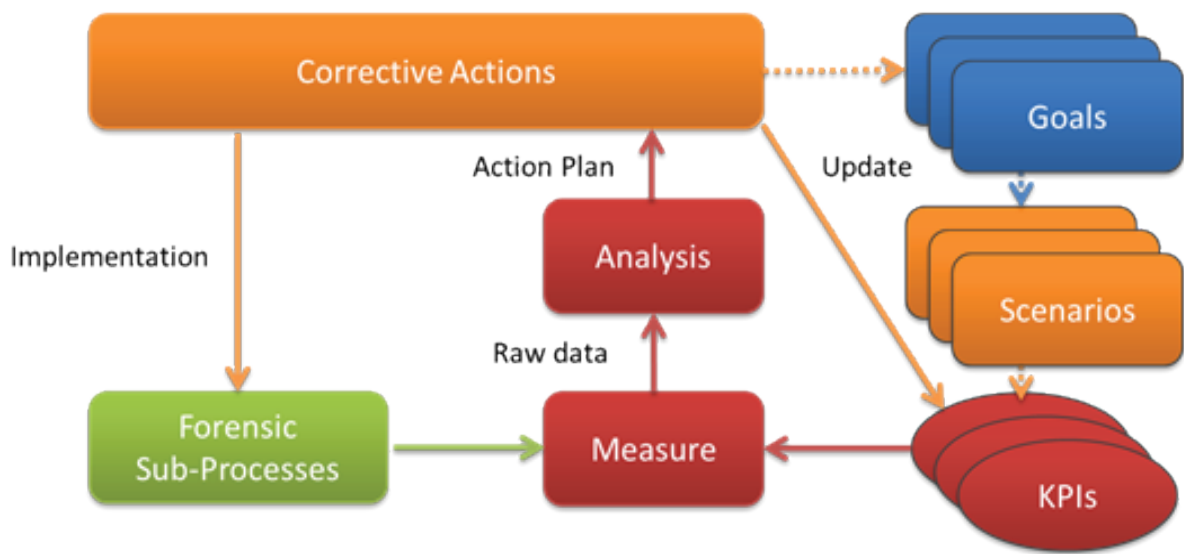 Corrective Actions
Goals
Action Plan
Update
Implementation
Analysis
Scenarios
Raw data
Forensic
Sub-Processes
Measure
KPIs